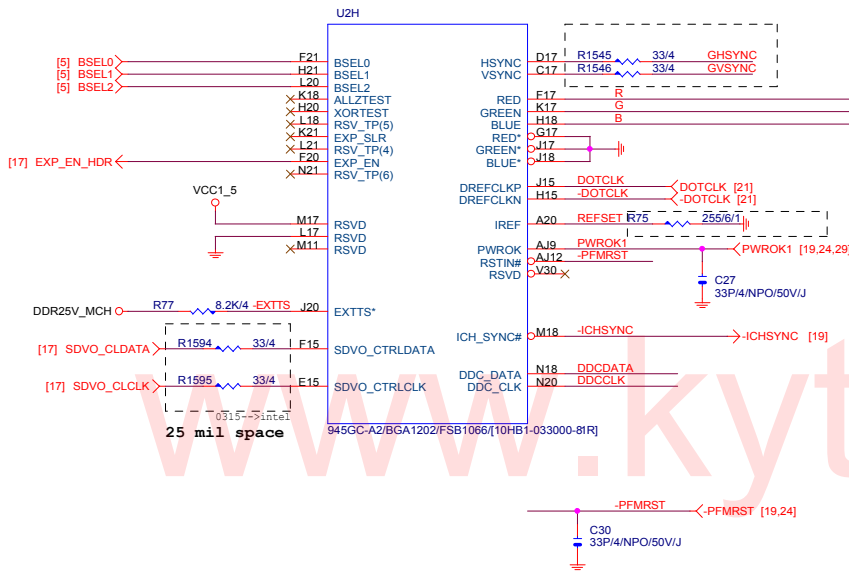 U2H
[5] BSEL0 F21 BSEL0
[5] BSEL1 H21 BSEL1
[5] BSEL2 L20 BSEL2
K18 ALLZTEST
H20 XORTEST
L18 RSV_TP(5)
K21 EXP_SLR
L21 RSV_TP(4)
[17] EXP_EN_HDR F20 EXP_EN
N21 RSV_TP(6)
VCC1_5
M17 RSVD
L17 RSVD
M11 RSVD
DDR25V_MCH R77 8.2K/4 -EXTTS J20 EXTTS*
[17] SDVO_CLDATA R1594 33/4 F15 SDVO_CTRLDATA
[17] SDVO_CLCLK R1595 33/4 E15 SDVO_CTRLCLK
0315-->intel
25 mil space
HSYNC D17 R1545 33/4 GHSYNC
VSYNC C17 R1546 33/4 GVSYNC
RED F17 R
GREEN K17 G
BLUE H18 B
RED* G17
GREEN* J17
BLUE* J18
DREFCLKP J15 DOTCLK DOTCLK [21]
DREFCLKN H15 -DOTCLK -DOTCLK [21]
IREF A20 REFSET R75 255/6/1
PWROK AJ9 PWROK1 PWROK1 [19,24,29]
RSTIN# AJ12 -PFMRST
RSVD V30
C27
33P/4/NPO/50V/J
ICH_SYNC# M18 -ICHSYNC -ICHSYNC [19]
DDC_DATA N18 DDCDATA
DDC_CLK N20 DDCCLK
945GC-A2/BGA1202/FSB1066/[10HB1-033000-81R]
www.kyt
-PFMRST -PFMRST [19,24]
C30
33P/4/NPO/50V/J